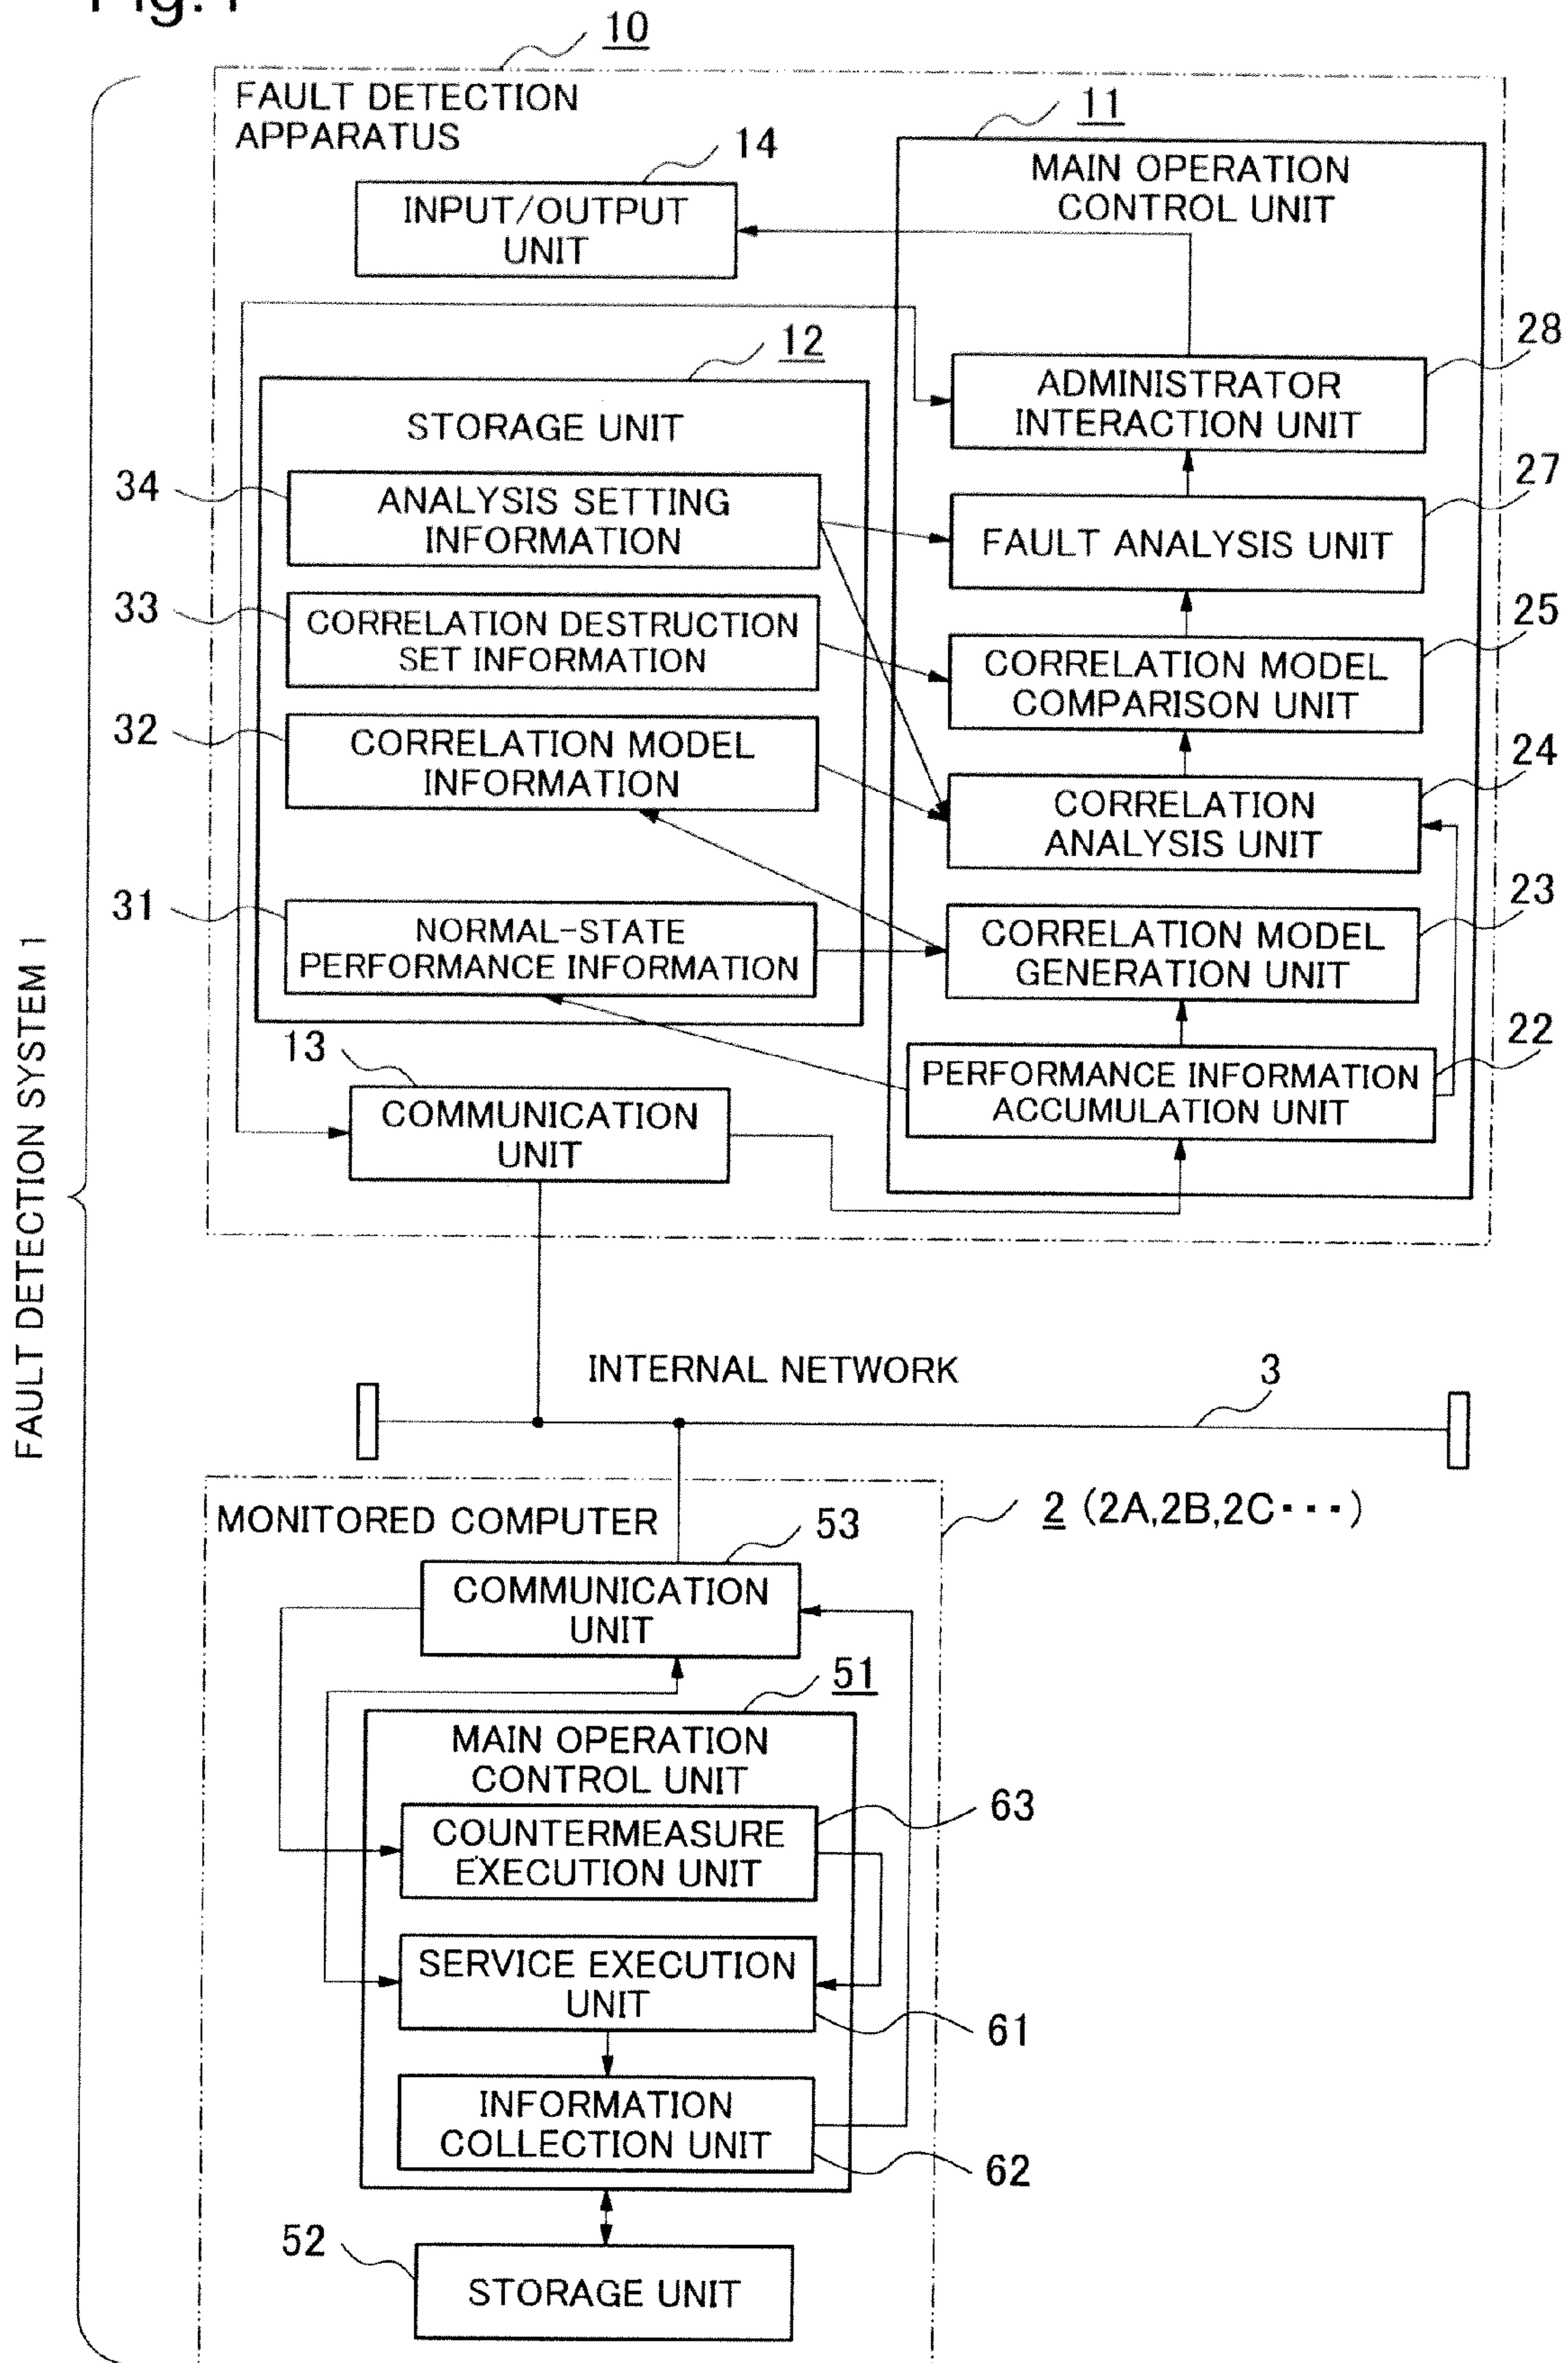 Fig.1
10
FAULT DETECTION
APPARATUS
11
14
MAIN OPERATION
CONTROL UNIT
INPUT/OUTPUT
UNIT
28
12
ADMINISTRATOR
INTERACTION UNIT
STORAGE UNIT
27
34
ANALYSIS SETTING
INFORMATION
FAULT ANALYSIS UNIT
33
25
CORRELATION DESTRUCTION
SET INFORMATION
CORRELATION MODEL
COMPARISON UNIT
32
24
CORRELATION MODEL
INFORMATION
CORRELATION
ANALYSIS UNIT
31
23
NORMAL-STATE
PERFORMANCE INFORMATION
CORRELATION MODEL
GENERATION UNIT
13
22
PERFORMANCE INFORMATION
ACCUMULATION UNIT
COMMUNICATION
UNIT
FAULT DETECTION SYSTEM 1
INTERNAL NETWORK
3
MONITORED COMPUTER
2 (2A,2B,2C･･･)
53
COMMUNICATION
UNIT
51
MAIN OPERATION
CONTROL UNIT
63
COUNTERMEASURE
EXECUTION UNIT
SERVICE EXECUTION
UNIT
61
INFORMATION
COLLECTION UNIT
62
52
STORAGE UNIT